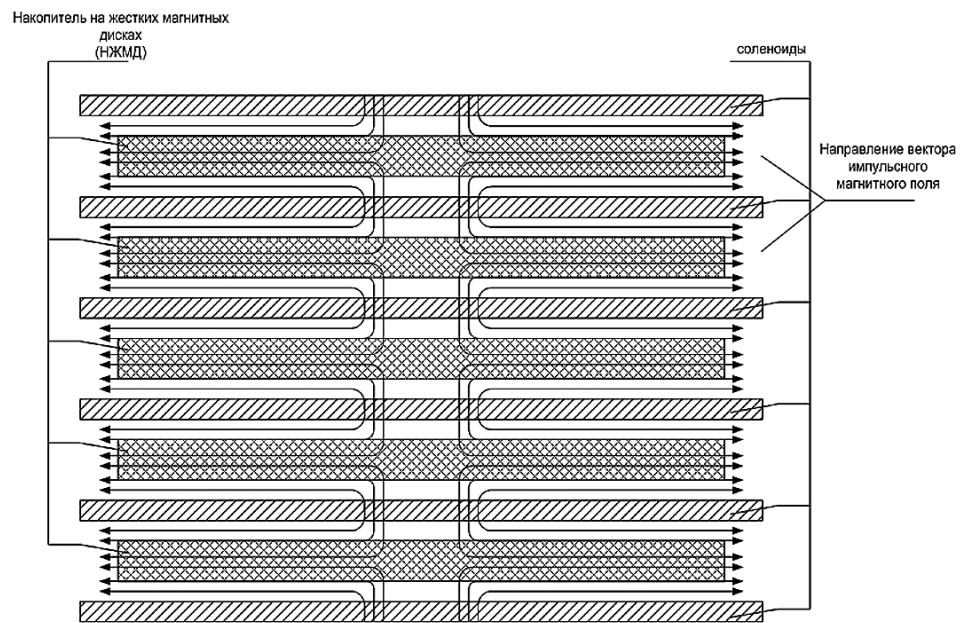 Накопитель на жестких магнитных
дисках
(НЖМД)
соленоиды
Направление вектора
импульсного
магнитного поля